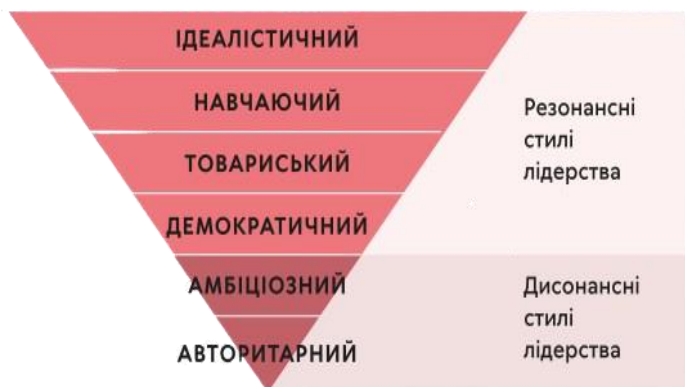 ІДЕАЛІСТИЧНИЙ
НАВЧАЮЧИЙ
ТОВАРИСЬКИЙ
ДЕМОКРАТИЧНИЙ
Резонансні
стилі
лідерства
АМБІЦІОЗНИЙ
АВТОРИТАРНИЙ
Дисонансні
стилі
лідерства